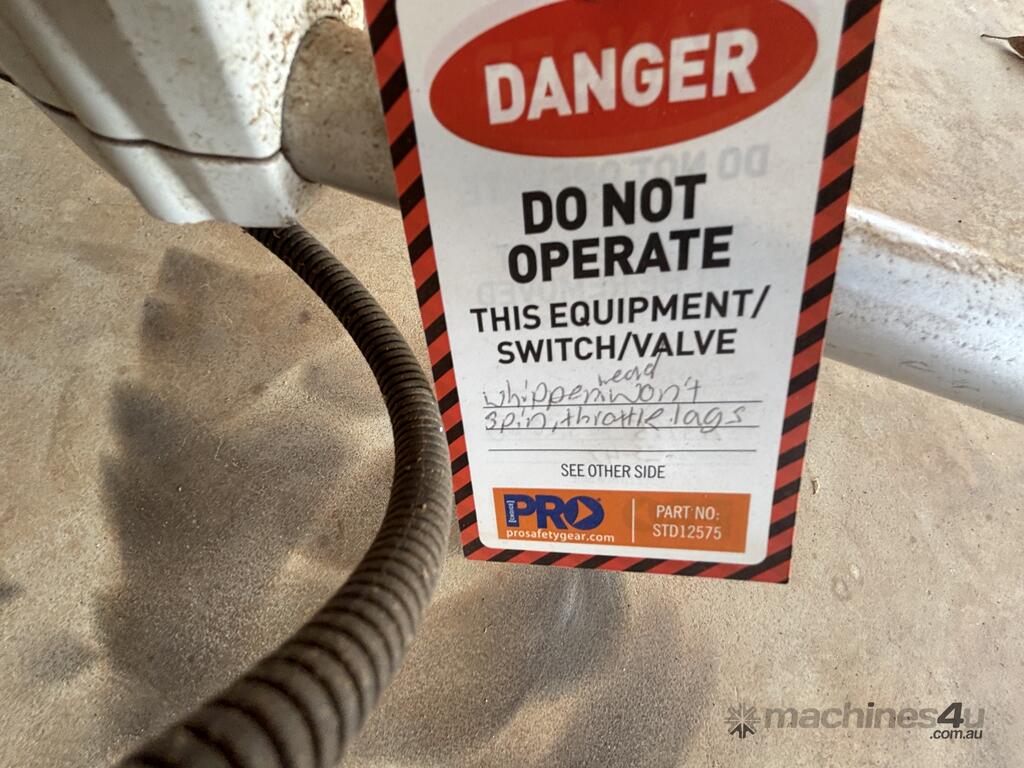 DANGER
DO NOT
OPERATE
THIS EQUIPMENT/
SWITCH/VALVE
head
whipper won't
spin, throttle lags
SEE OTHER SIDE
PRO
prosafetygear.com
PART NO:
STD12575
machines4u
.com.au